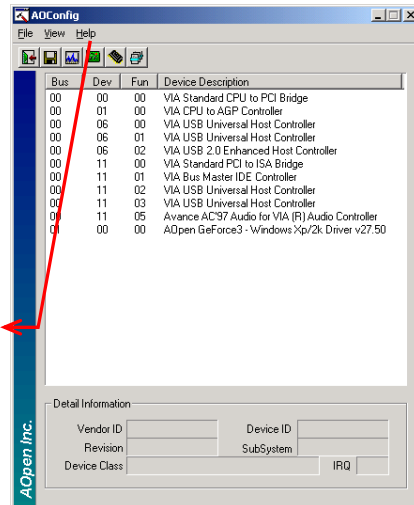 AOConfig
File View Help
Bus Dev Fun Device Description
00 00 00 VIA Standard CPU to PCI Bridge
00 01 00 VIA CPU to AGP Controller
00 06 00 VIA USB Universal Host Controller
00 06 01 VIA USB Universal Host Controller
00 06 02 VIA USB 2.0 Enhanced Host Controller
00 11 00 VIA Standard PCI to ISA Bridge
00 11 01 VIA Bus Master IDE Controller
00 11 02 VIA USB Universal Host Controller
00 11 03 VIA USB Universal Host Controller
00 11 05 Avance AC'97 Audio for VIA (R) Audio Controller
01 00 00 AOpen GeForce3 - Windows Xp/2k Driver v27.50
Detail Information
Vendor ID Device ID
Revision SubSystem
Device Class IRQ
AOpen Inc.